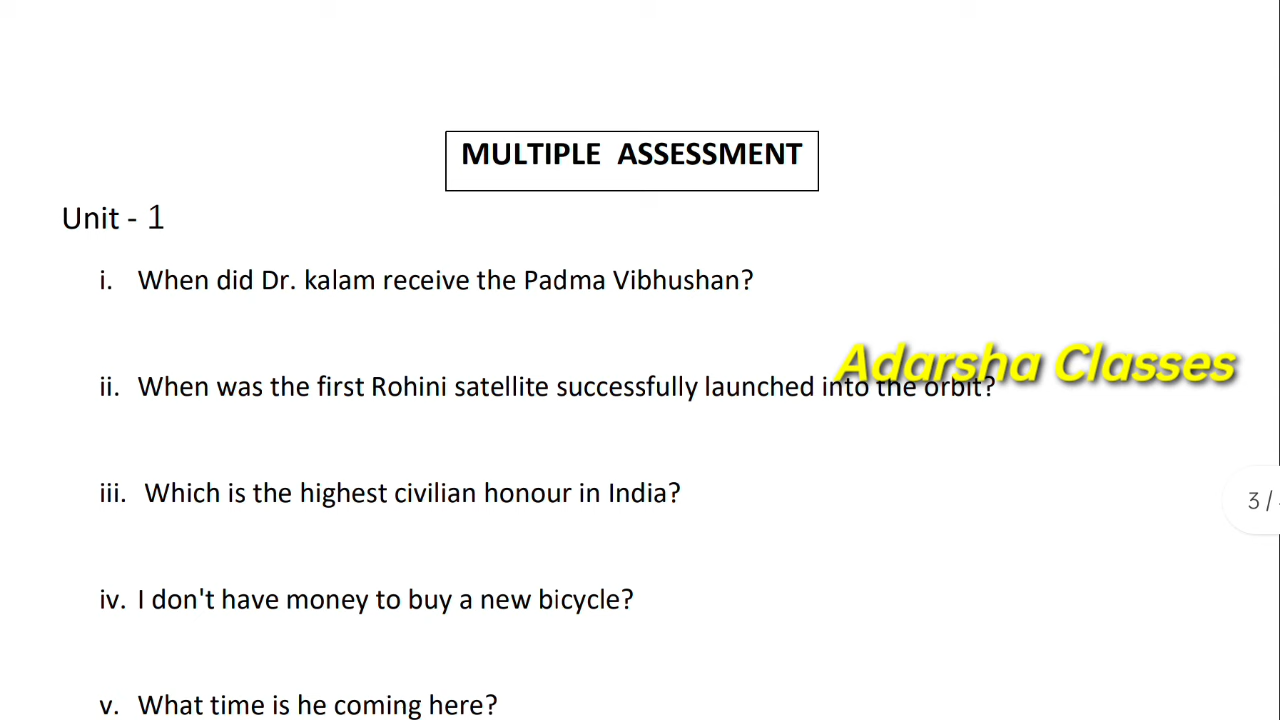 MULTIPLE ASSESSMENT
Unit - 1
i. When did Dr. kalam receive the Padma Vibhushan?
Adarsha Classes
ii. When was the first Rohini satellite successfully launched into the orbit?
iii. Which is the highest civilian honour in India?
3 /
iv. I don't have money to buy a new bicycle?
v. What time is he coming here?